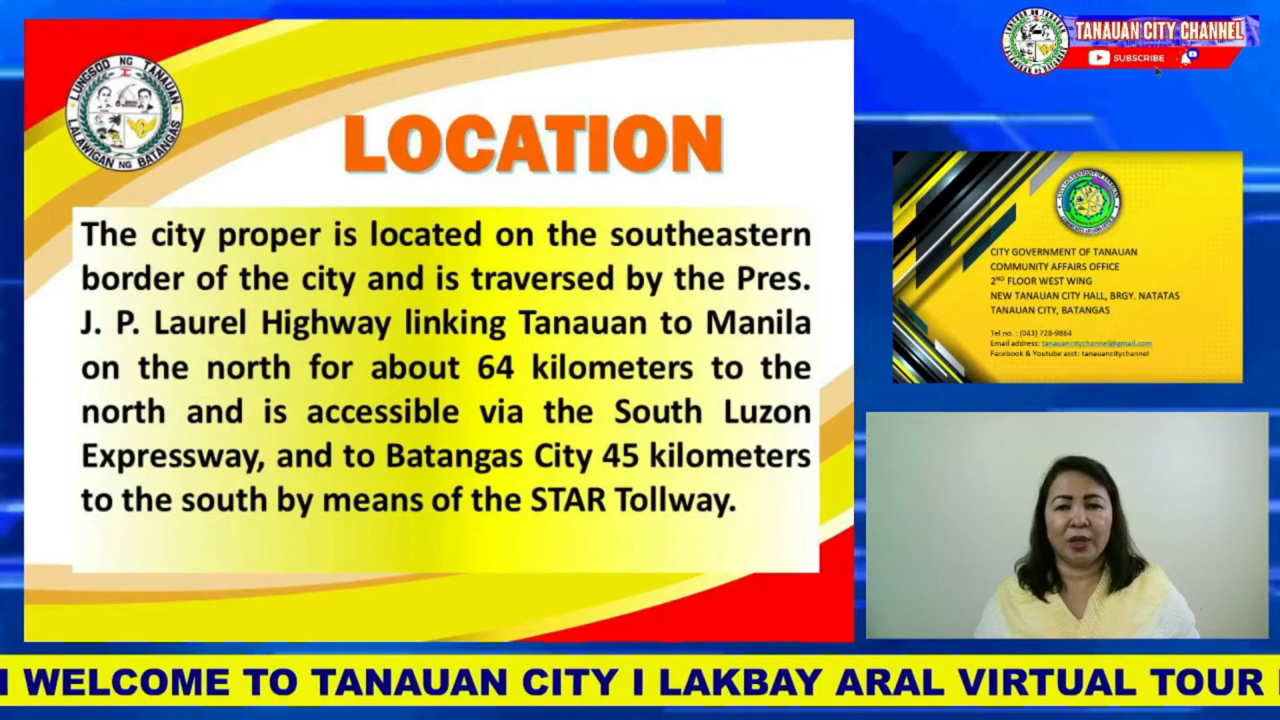 LUNGSOD NG TANAUAN
LALAWIGAN NG BATANGAS
LOCATION
The city proper is located on the southeastern
border of the city and is traversed by the Pres.
J. P. Laurel Highway linking Tanauan to Manila
on the north for about 64 kilometers to the
north and is accessible via the South Luzon
Expressway, and to Batangas City 45 kilometers
to the south by means of the STAR Tollway.
TANAUAN CITY CHANNEL
SUBSCRIBE
CITY GOVERNMENT OF TANAUAN
COMMUNITY AFFAIRS OFFICE
2ND FLOOR WEST WING
NEW TANAUAN CITY HALL, BRGY. NATATAS
TANAUAN CITY, BATANGAS
Tel no. : (043) 728-9864
Email address: tanauancitychannel@gmail.com
Facebook & Youtube acct: tanauancitychannel
I WELCOME TO TANAUAN CITY I LAKBAY ARAL VIRTUAL TOUR I